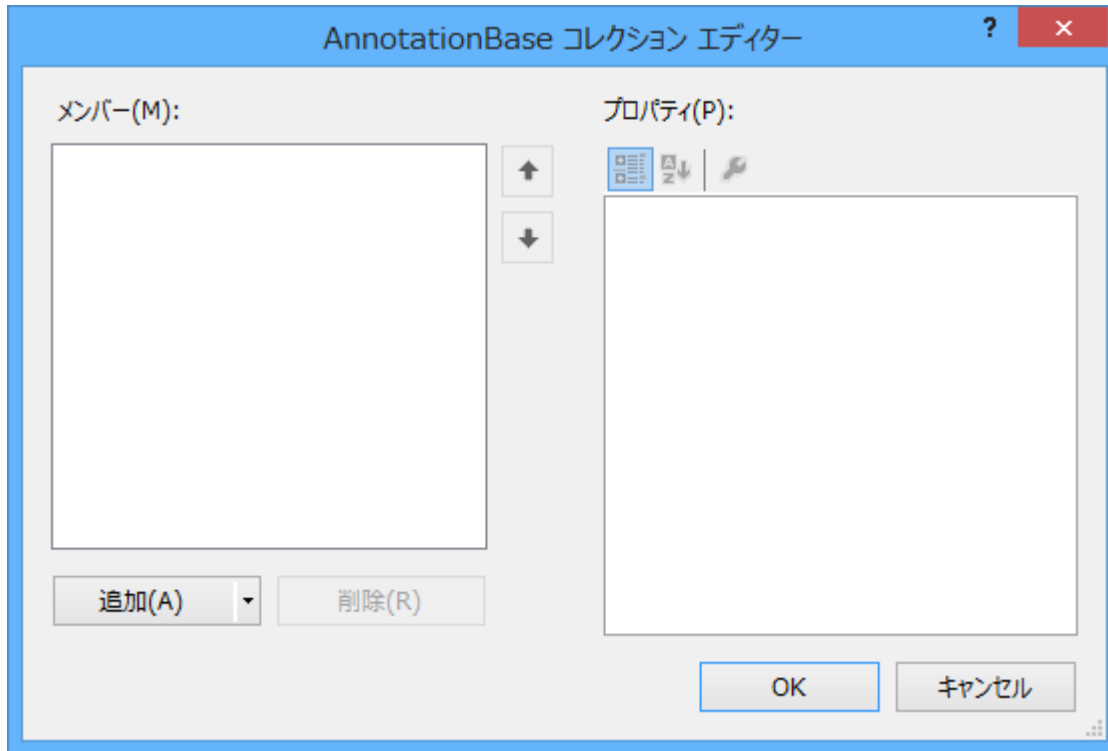 AnnotationBase コレクション エディター
?
メンバー(M):
プロパティ(P):
追加(A)
削除(R)
OK
キャンセル